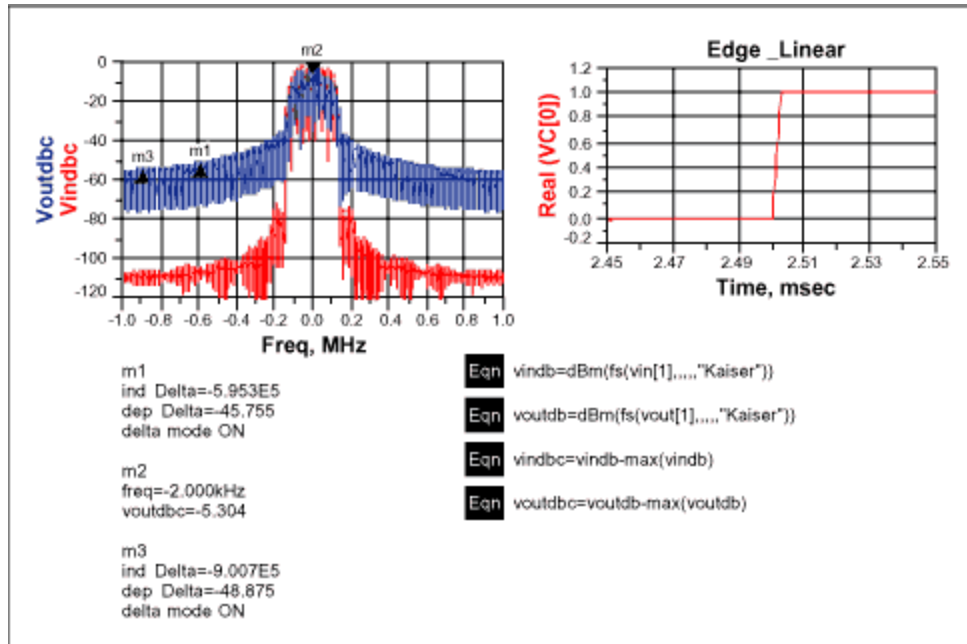 m2
0
-20
-40
-60
-80
-100
-120
m3
m1
Voutdbc
Vindbc
-1.0 -0.8 -0.6 -0.4 -0.2 0.0 0.2 0.4 0.6 0.8 1.0
Freq, MHz
Edge _Linear
1.2
1.0
0.8
0.6
0.4
0.2
0.0
-0.2
Real (VC[0])
2.45 2.47 2.49 2.51 2.53 2.55
Time, msec
m1
ind Delta=-5.953E5
dep Delta=-45.755
delta mode ON
m2
freq=-2.000kHz
voutdbc=-5.304
m3
ind Delta=-9.007E5
dep Delta=-48.875
delta mode ON
Eqn vindb=dBm(fs(vin[1],,,,,"Kaiser"))
Eqn voutdb=dBm(fs(vout[1],,,,,"Kaiser"))
Eqn vindbc=vindb-max(vindb)
Eqn voutdbc=voutdb-max(voutdb)